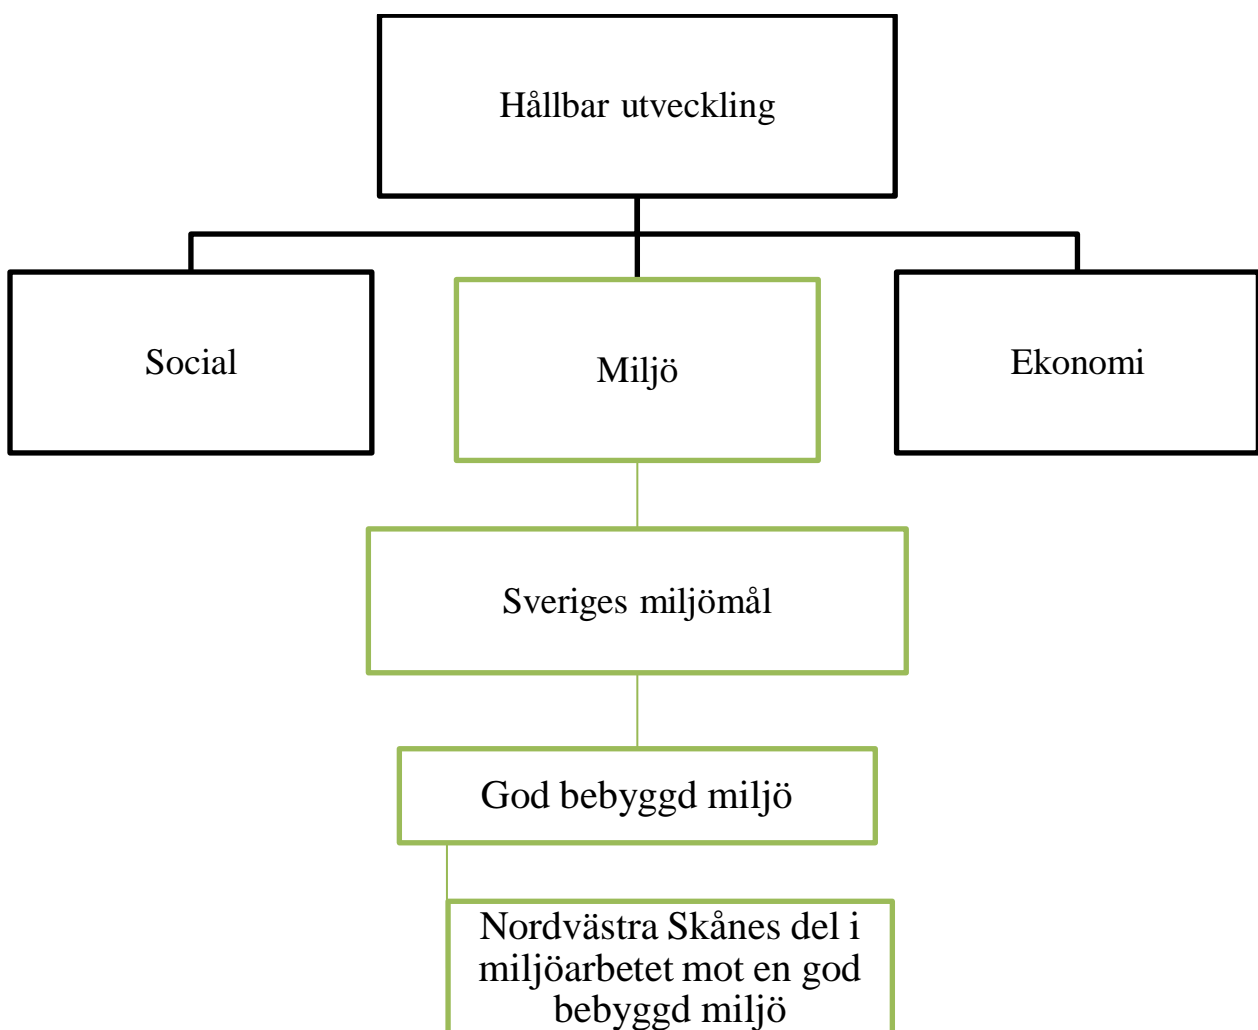 Hållbar utveckling
Social
Miljö
Ekonomi
Sveriges miljömål
God bebyggd miljö
Nordvästra Skånes del i
miljöarbetet mot en god
bebyggd miljö